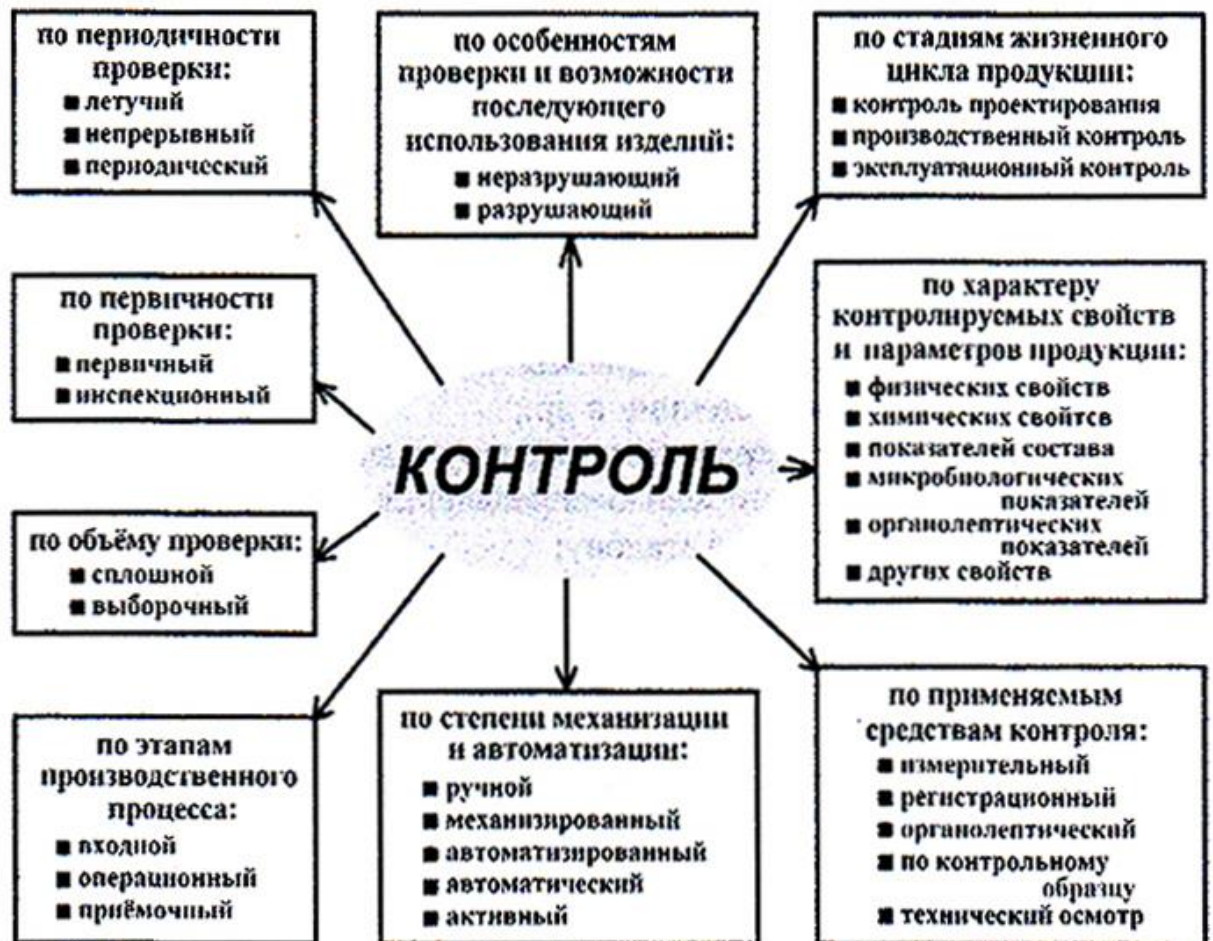 по периодичности
проверки:
■ летучий
■ непрерывный
■ периодический
по особенностям
проверки и возможности
последующего
использования изделий:
■ неразрушающий
■ разрушающий
по стадиям жизненного
цикла продукции:
■ контроль проектирования
■ производственный контроль
■ эксплуатационный контроль
по первичности
проверки:
■ первичный
■ инспекционный
по характеру
контролируемых свойств
и параметров продукции:
■ физических свойств
■ химических свойтсв
■ показателей состава
■ микробиологических
показателей
■ органолептических
показателей
■ других свойств
КОНТРОЛЬ
по объёму проверки:
■ сплошной
■ выборочный
по этапам
производственного
процесса:
■ входной
■ операционный
■ приёмочный
по степени механизации
и автоматизации:
■ ручной
■ механизированный
■ автоматизированный
■ автоматический
■ активный
по применяемым
средствам контроля:
■ измерительный
■ регистрационный
■ органолептический
■ по контрольному
образцу
■ технический осмотр